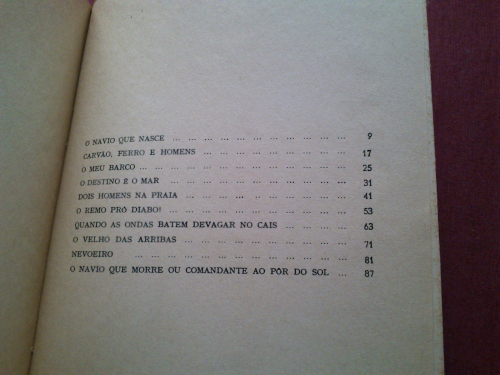 O NAVIO QUE NASCE ... ... ... ... ... ... ... ... ... ... ... 9
CARVÃO, FERRO E HOMENS ... ... ... ... ... ... ... ... ... 17
O MEU BARCO... ... ... ... ... ... ... ... ... ... ... ... ... 25
O DESTINO É O MAR ... ... ... ... ... ... ... ... ... ... ... 31
DOIS HOMENS NA PRAIA ... ... ... ... ... ... ... ... ... ... 41
O REMO PRÓ DIABO! ... ... ... ... ... ... ... ... ... ... ... 53
QUANDO AS ONDAS BATEM DEVAGAR NO CAIS ... ... ... ... 63
O VELHO DAS ARRIBAS ... ... ... ... ... ... ... ... ... ... 71
NEVOEIRO ... ... ... ... ... ... ... ... ... ... ... ... ... 81
O NAVIO QUE MORRE OU COMANDANTE AO PÔR DO SOL ... 87